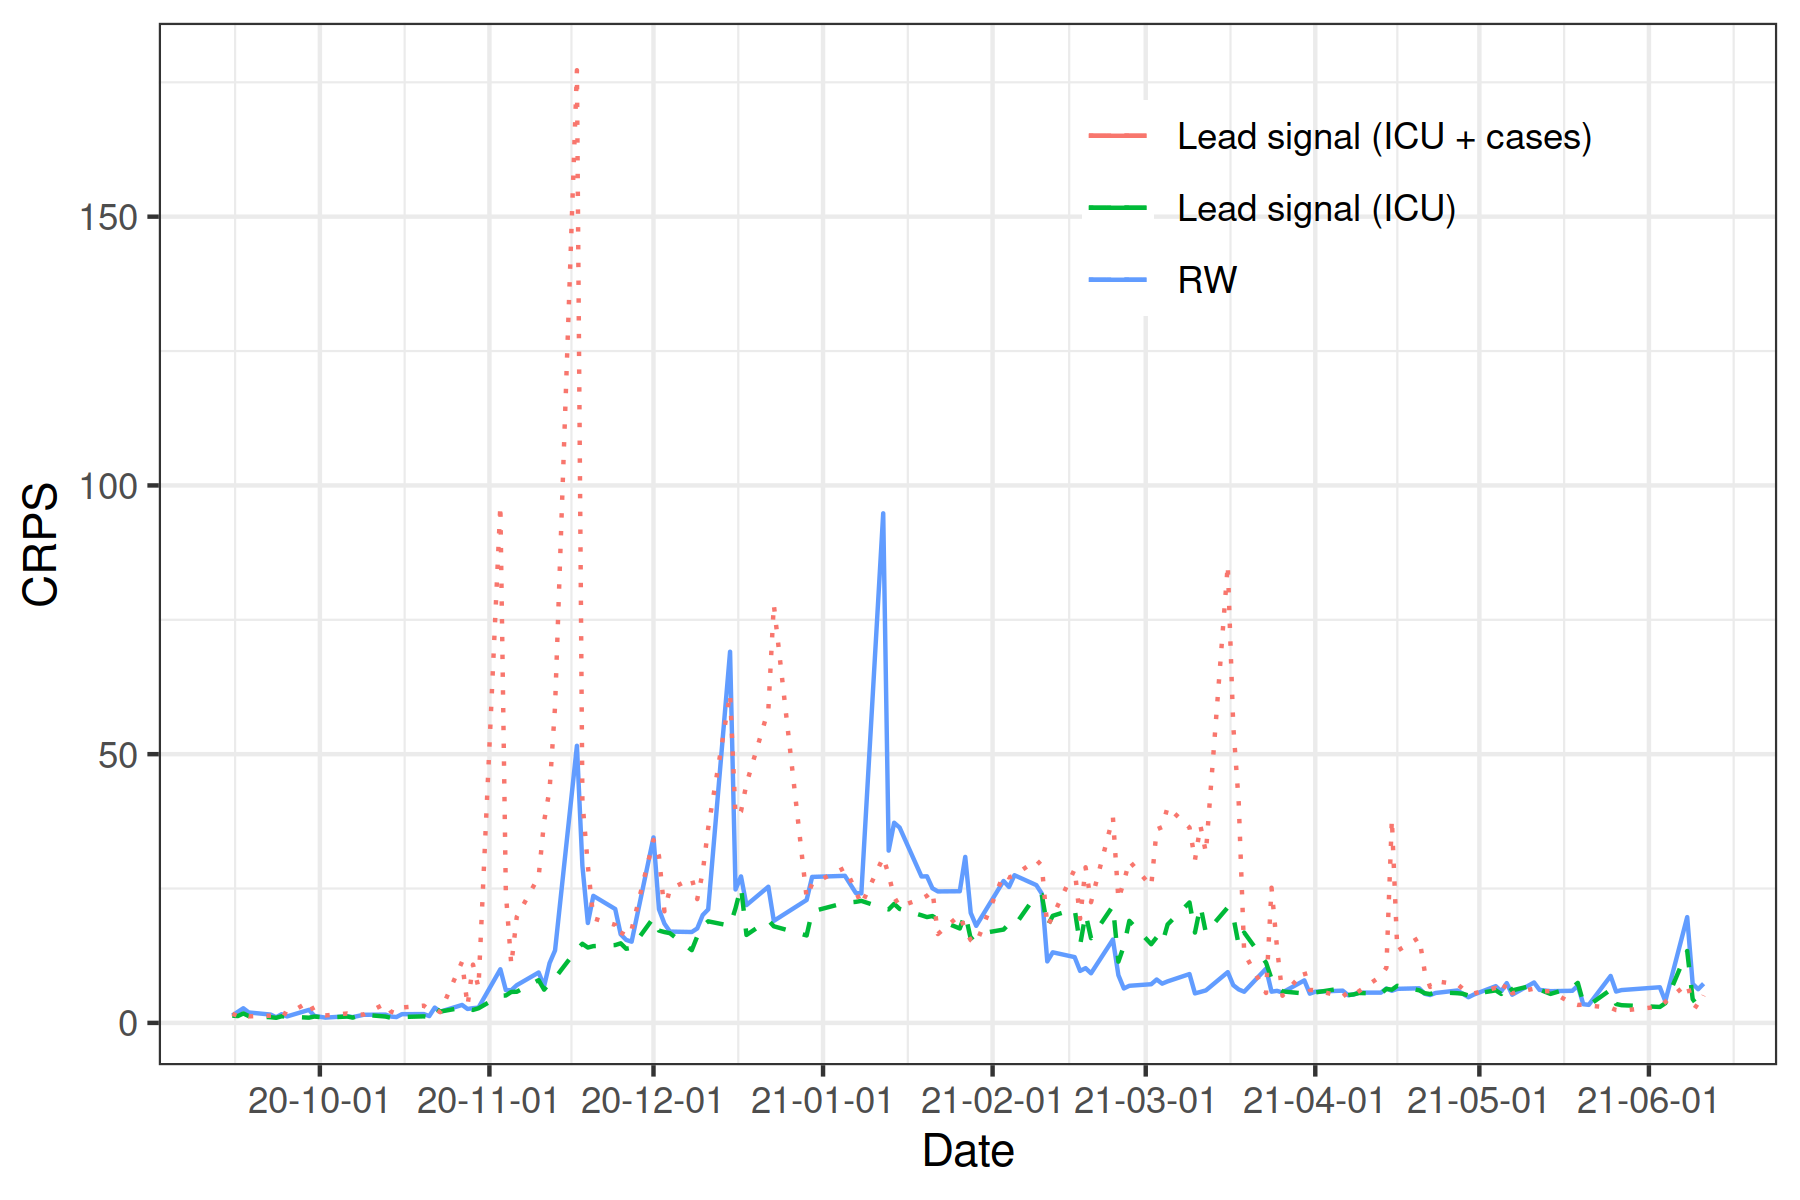 Lead signal (ICU + cases)
Lead signal (ICU)
RW
CRPS
150
100
50
0
20-10-01 20-11-01 20-12-01 21-01-01 21-02-01 21-03-01 21-04-01 21-05-01 21-06-01
Date